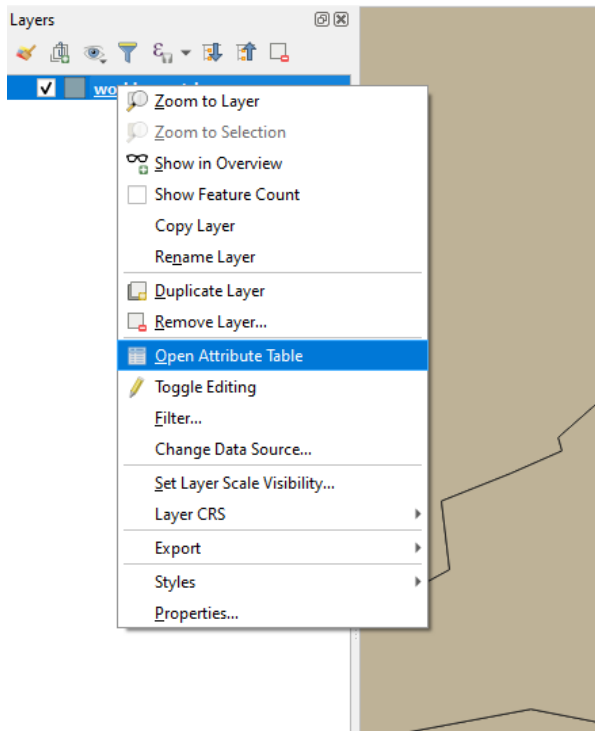 Layers
Zoom to Layer
Zoom to Selection
Show in Overview
Show Feature Count
Copy Layer
Rename Layer
Duplicate Layer
Remove Layer...
Open Attribute Table
Toggle Editing
Filter...
Change Data Source...
Set Layer Scale Visibility...
Layer CRS
Export
Styles
Properties...